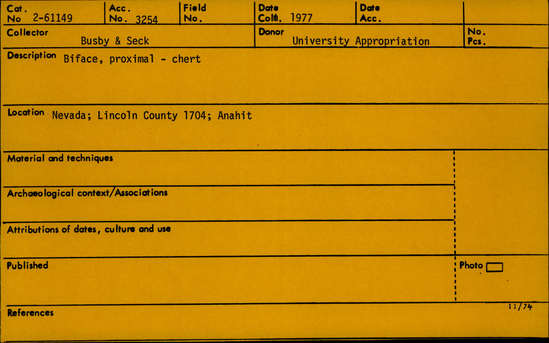 Cat. No 2-61149 Acc. No. 3254 Field No. Date Coll. 1977 Date Acc.
Collector Busby & Seck Donor University Appropriation No. Pcs.
Description Biface, proximal - chert
Location Nevada; Lincoln County 1704; Anahit
Material and techniques
Archaeological context/Associations
Attributions of dates, culture and use
Published Photo
References 11/74